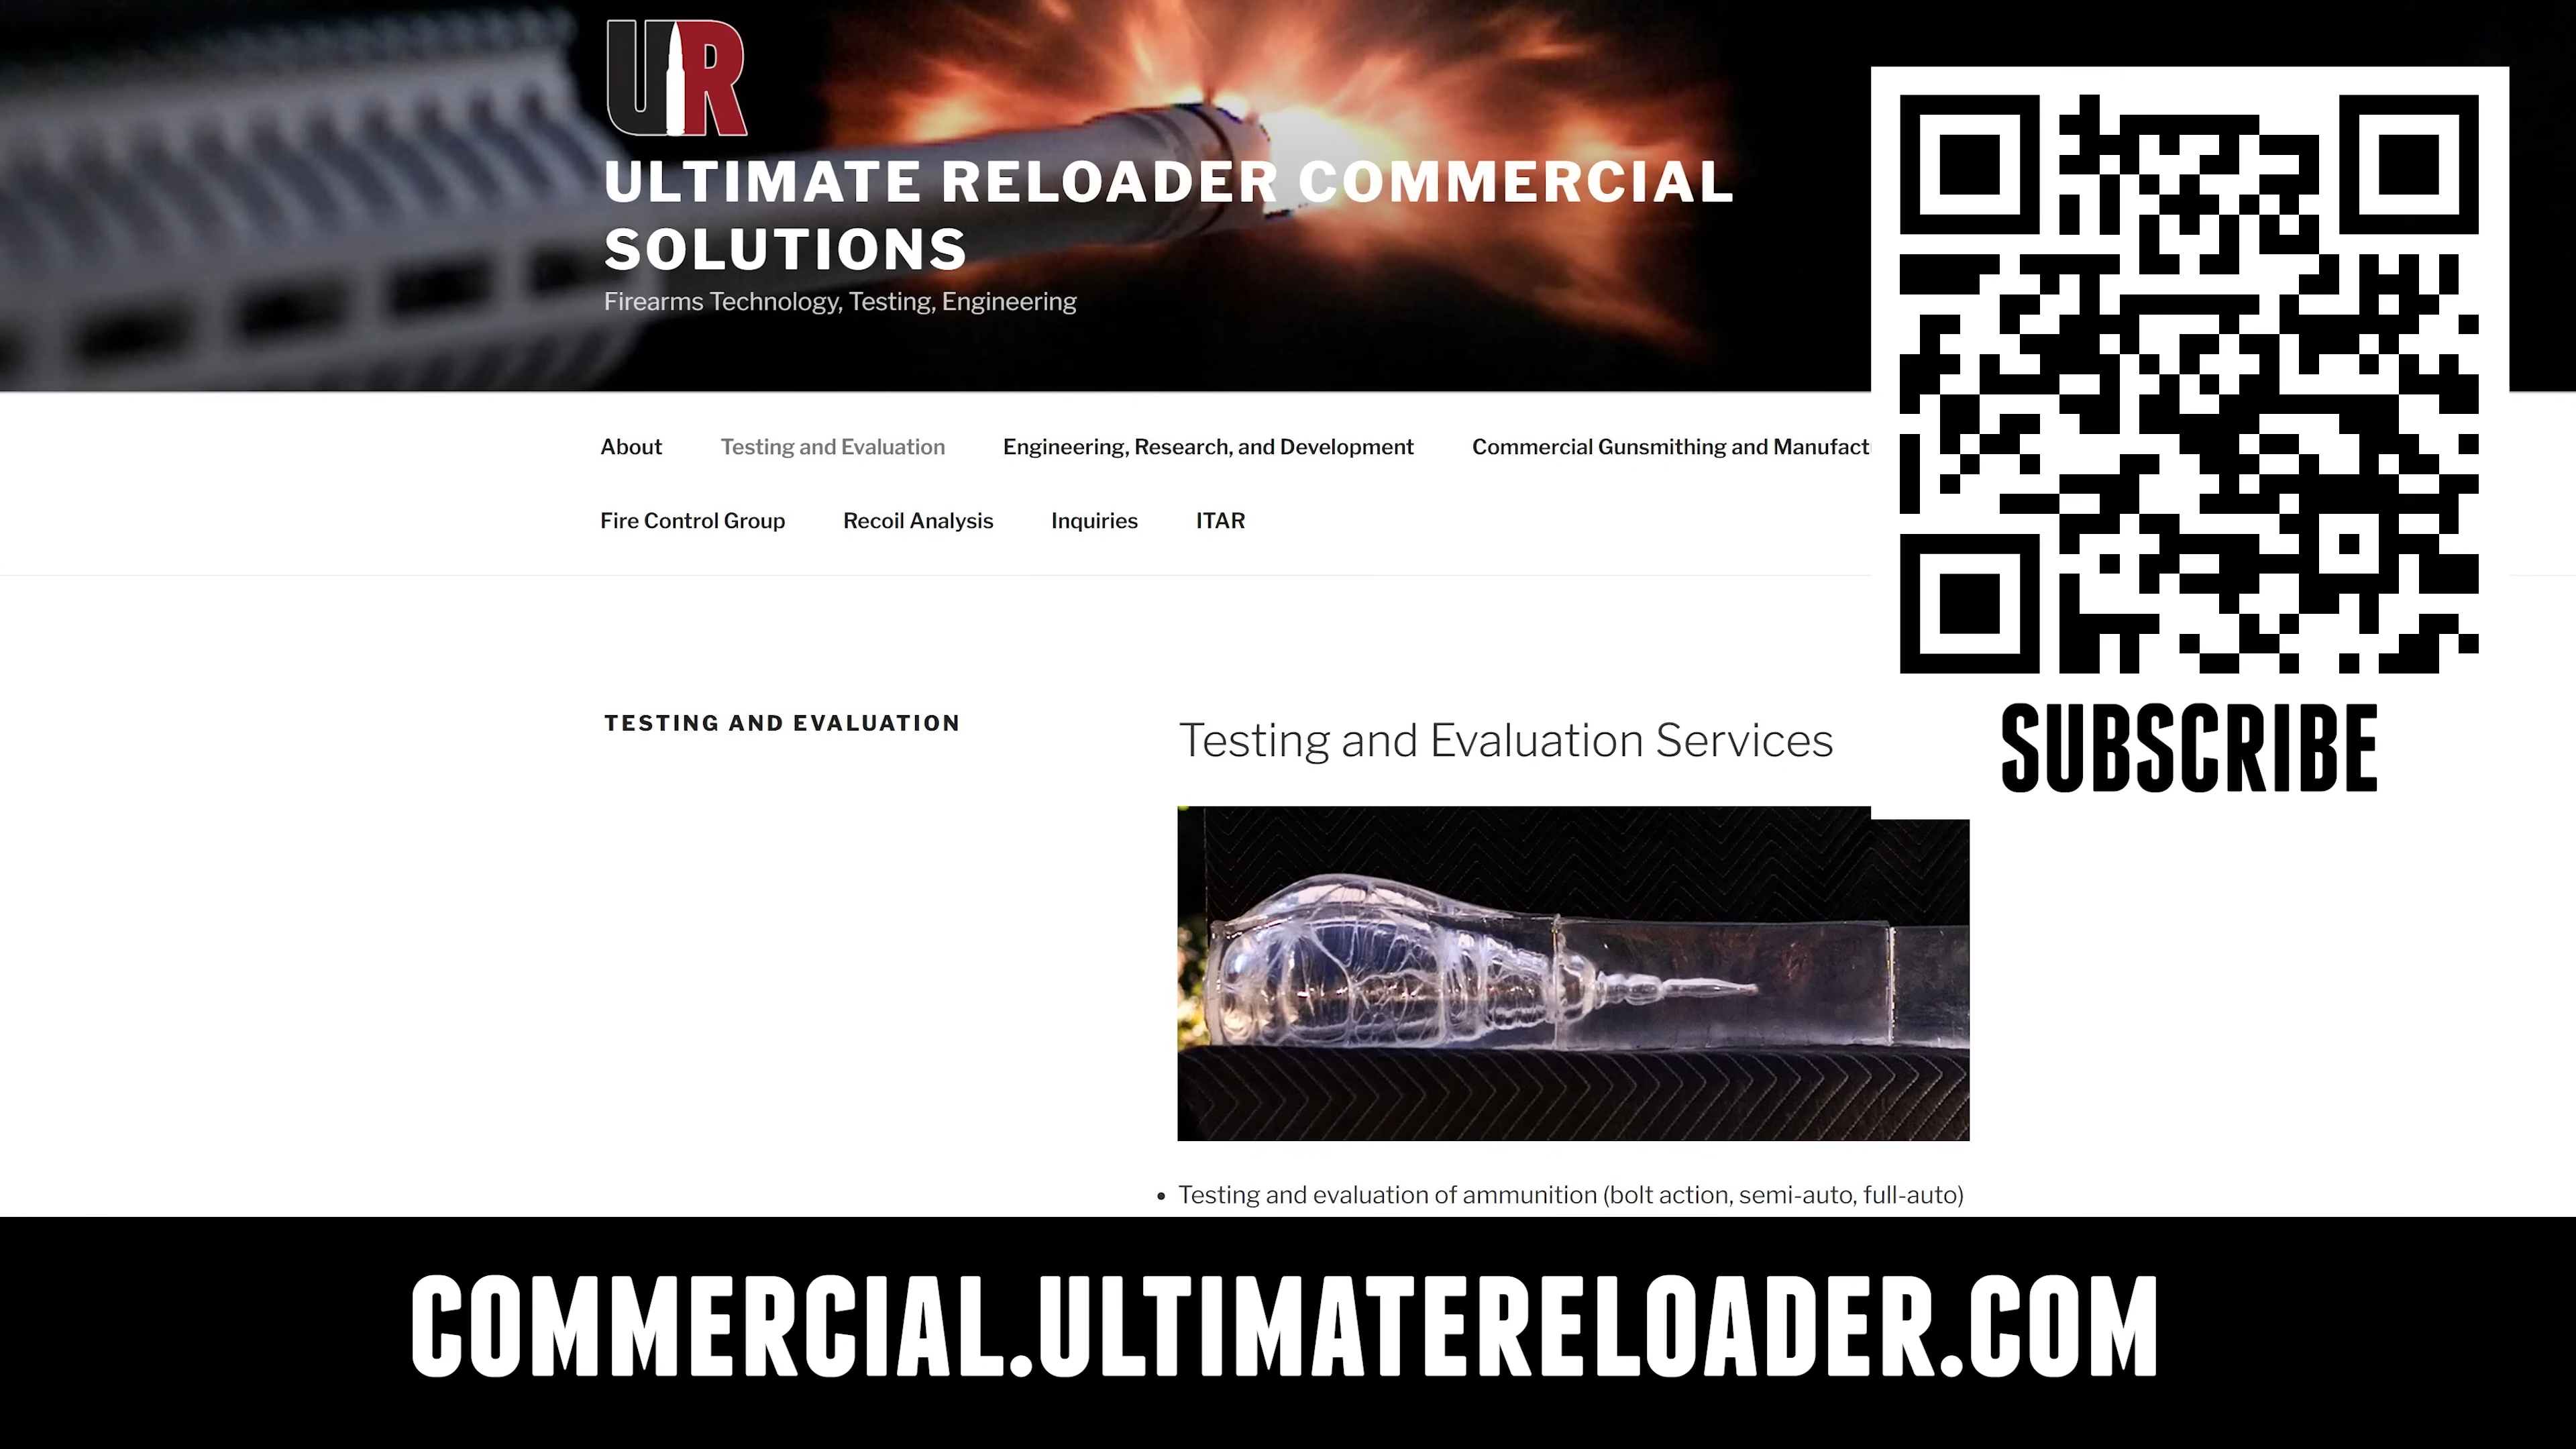 UR
ULTIMATE RELOADER COMMERCIAL
SOLUTIONS
Firearms Technology, Testing, Engineering
About Testing and Evaluation Engineering, Research, and Development Commercial Gunsmithing and
Fire Control Group Recoil Analysis Inquiries ITAR
TESTING AND EVALUATION
Testing and Evaluation Services
SUBSCRIBE
• Testing and evaluation of ammunition (bolt action, semi-auto, full-auto)
COMMERCIAL.ULTIMATERELOADER.COM